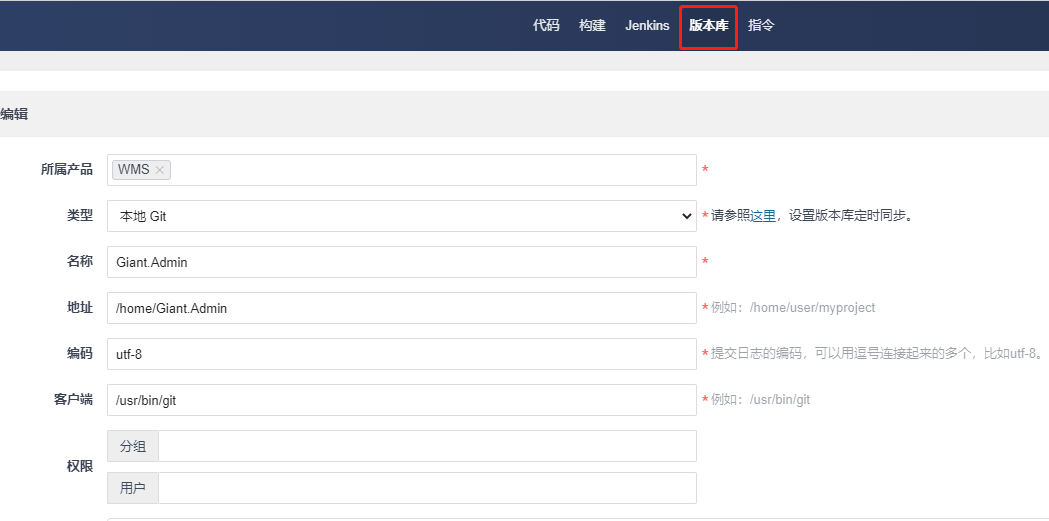 代码 构建 Jenkins 版本库 指令
编辑
所属产品 WMS × *
类型 本地 Git * 请参照这里，设置版本库定时同步。
名称 Giant.Admin *
地址 /home/Giant.Admin * 例如：/home/user/myproject
编码 utf-8 * 提交日志的编码，可以用逗号连接起来的多个，比如utf-8。
客户端 /usr/bin/git * 例如：/usr/bin/git
权限
分组
用户